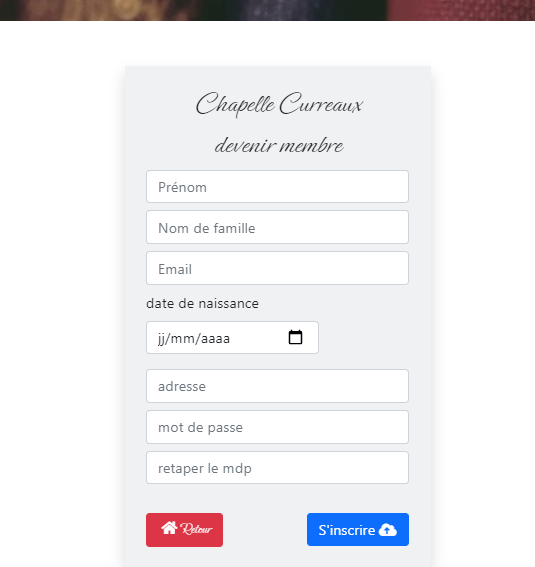 Chapelle Curreaux
devenir membre
Prénom
Nom de famille
Email
date de naissance
jj/mm/aaaa
adresse
mot de passe
retaper le mdp
Retour
S'inscrire